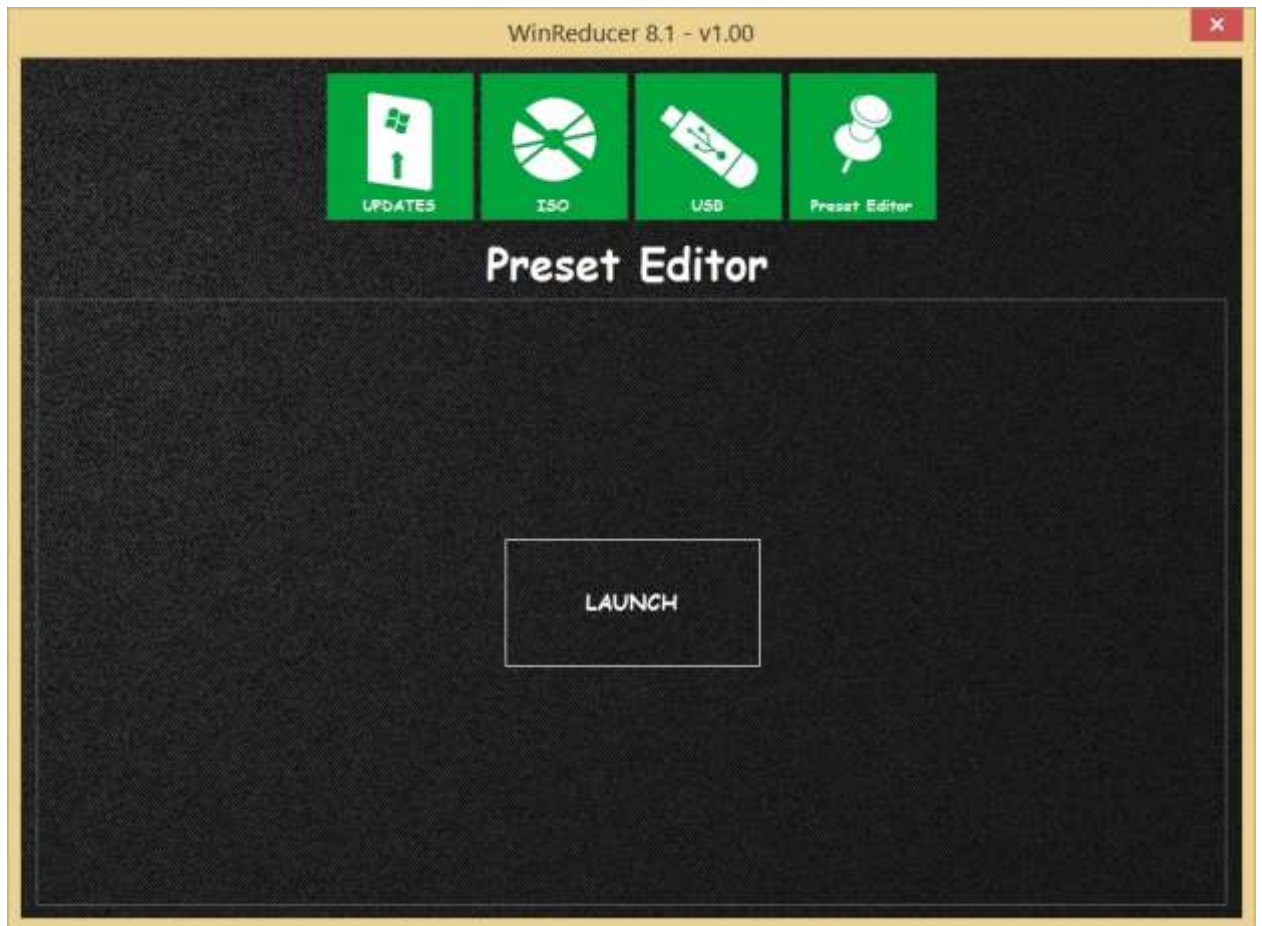 WinReducer 8.1 - v1.00
UPDATES
ISO
USB
Preset Editor
Preset Editor
LAUNCH